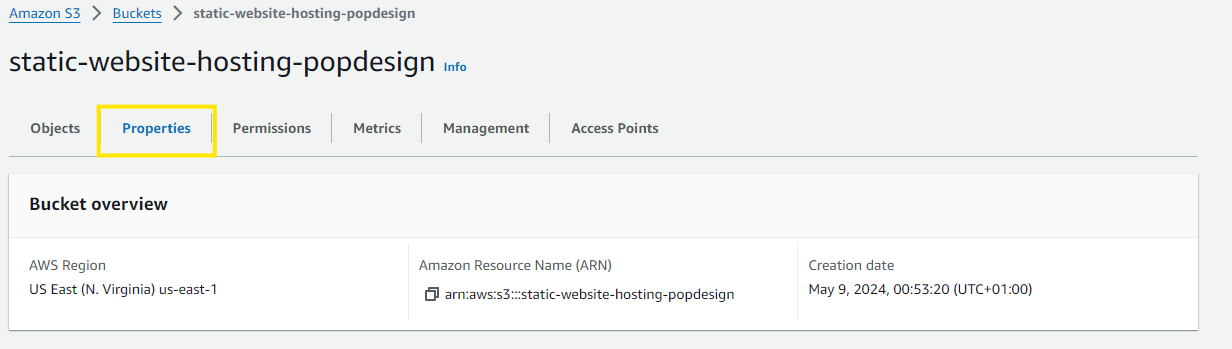 Amazon S3 > Buckets > static-website-hosting-popdesign
static-website-hosting-popdesign Info
Objects Properties Permissions Metrics Management Access Points
Bucket overview
AWS Region
US East (N. Virginia) us-east-1
Amazon Resource Name (ARN)
arn:aws:s3:::static-website-hosting-popdesign
Creation date
May 9, 2024, 00:53:20 (UTC+01:00)